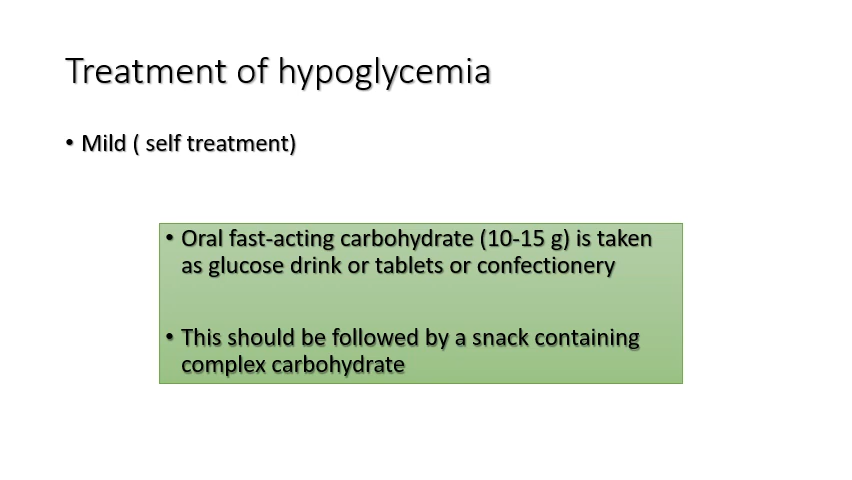 Treatment of hypoglycemia
• Mild ( self treatment)
• Oral fast-acting carbohydrate (10-15 g) is taken
as glucose drink or tablets or confectionery
• This should be followed by a snack containing
complex carbohydrate